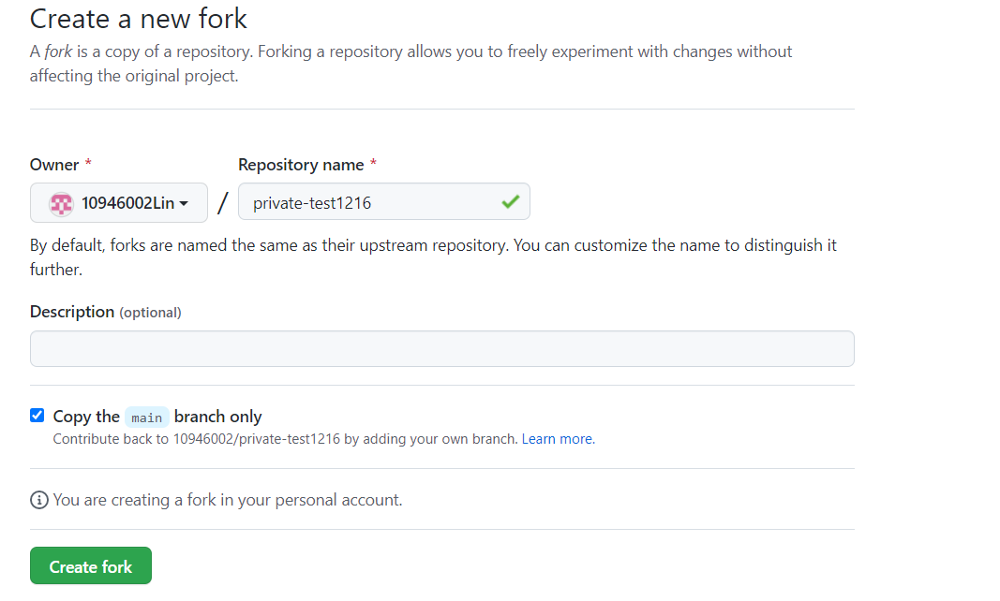 Create a new fork
A fork is a copy of a repository. Forking a repository allows you to freely experiment with changes without
affecting the original project.
Owner *
Repository name *
10946002Lin
/
private-test1216
By default, forks are named the same as their upstream repository. You can customize the name to distinguish it
further.
Description (optional)
Copy the main branch only
Contribute back to 10946002/private-test1216 by adding your own branch. Learn more.
You are creating a fork in your personal account.
Create fork